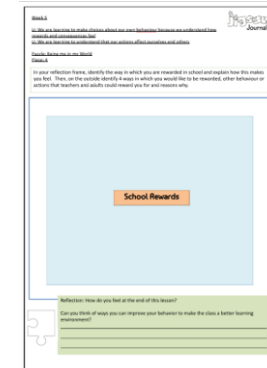 Week 3
LI: We are learning to make choices about our own behaviour because we understand how
rewards and consequences feel
LI: We are learning to understand that our actions affect ourselves and others
Puzzle: Being me in my World
Piece: 4
Jigsaw
Journal
In your reflection frame, identify the way in which you are rewarded in school and explain how this makes
you feel. Then, on the outside identify 4 ways in which you would like to be rewarded, other behaviour or
actions that teachers and adults could reward you for and reasons why.
School Rewards
Reflection: How do you feel at the end of this lesson?
Can you think of ways you can improve your behavior to make the class a better learning
environment?